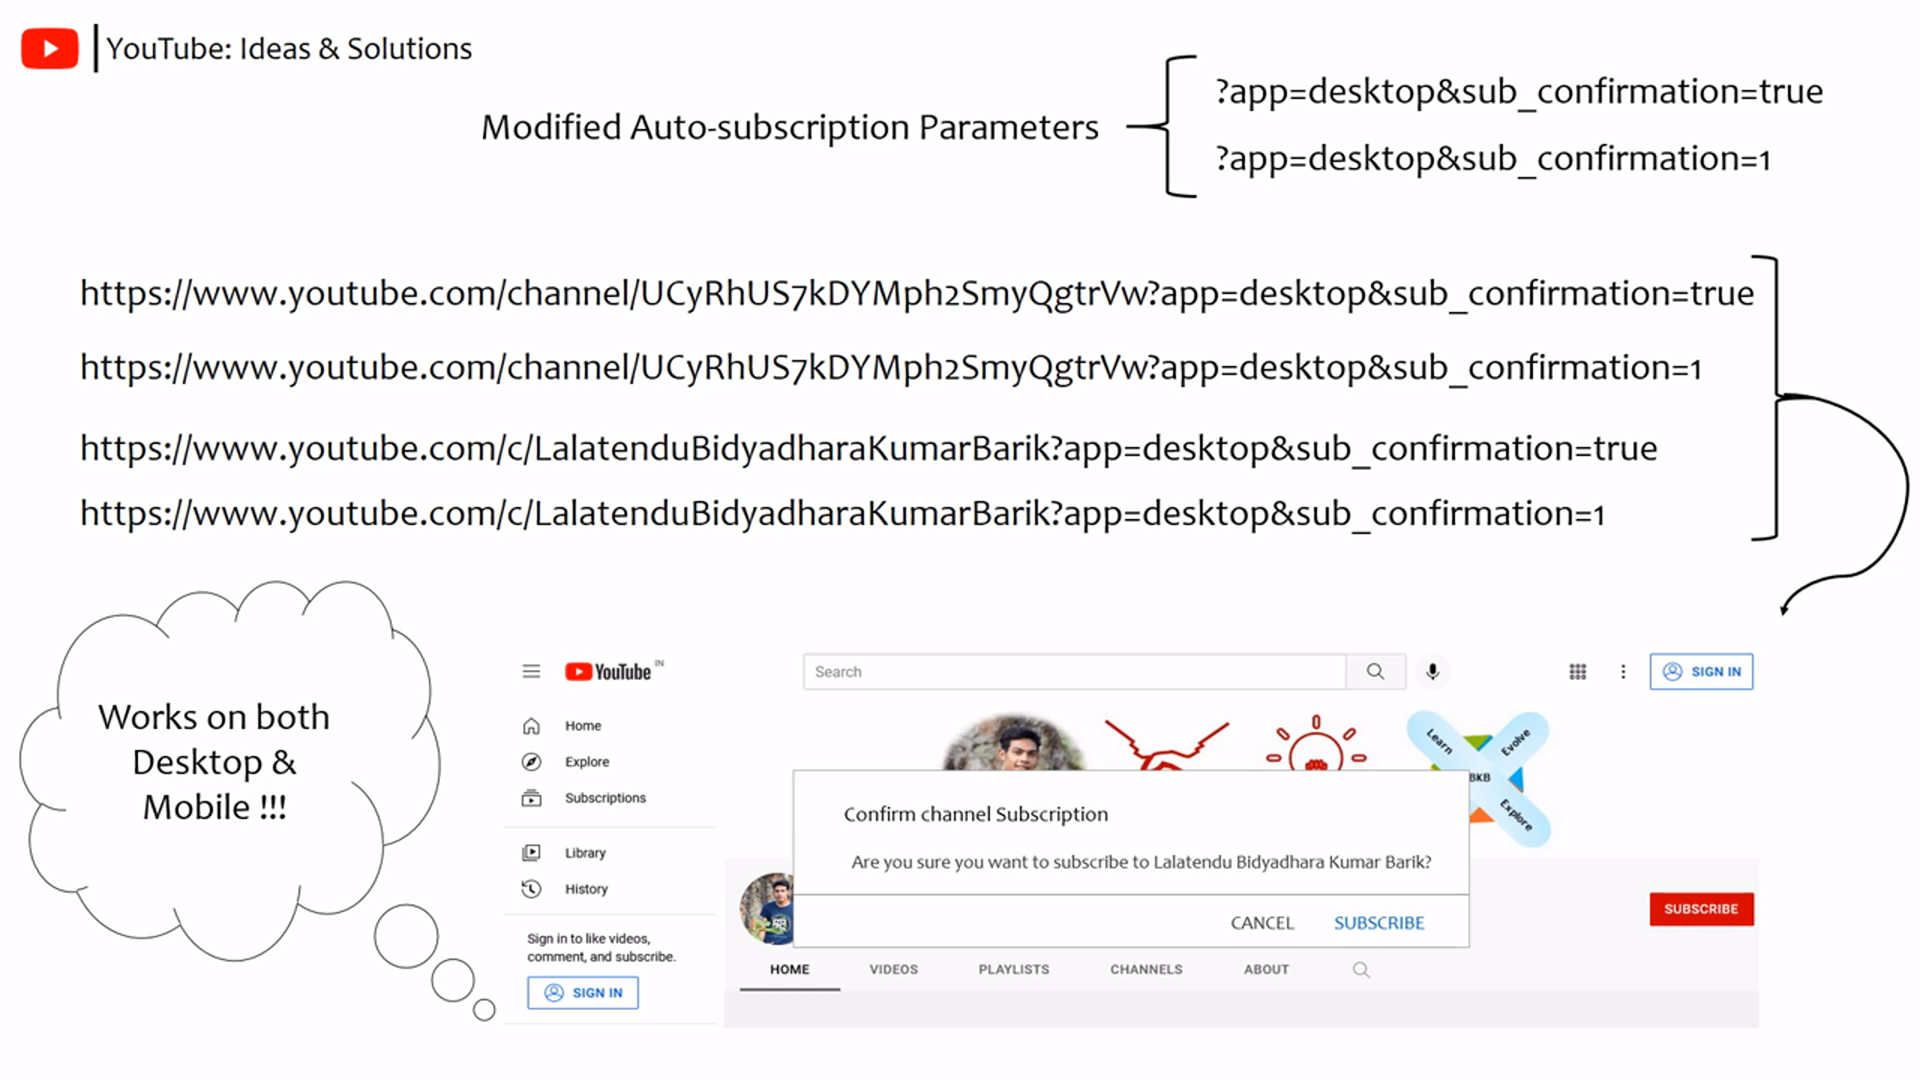 YouTube: Ideas & Solutions
Modified Auto-subscription Parameters
?app=desktop&sub_confirmation=true
?app=desktop&sub_confirmation=1
https://www.youtube.com/channel/UCyRhUS7kDYMph2SmyQgtrVw?app=desktop&sub_confirmation=true
https://www.youtube.com/channel/UCyRhUS7kDYMph2SmyQgtrVw?app=desktop&sub_confirmation=1
https://www.youtube.com/c/LalatenduBidyadharaKumarBarik?app=desktop&sub_confirmation=true
https://www.youtube.com/c/LalatenduBidyadharaKumarBarik?app=desktop&sub_confirmation=1
Works on both
Desktop &
Mobile !!!
YouTube IN
Search
SIGN IN
Home
Explore
Subscriptions
Library
History
Sign in to like videos,
comment, and subscribe.
SIGN IN
Learn
Evolve
BKB
Explore
Confirm channel Subscription
Are you sure you want to subscribe to Lalatendu Bidyadhara Kumar Barik?
CANCEL SUBSCRIBE
SUBSCRIBE
HOME VIDEOS PLAYLISTS CHANNELS ABOUT